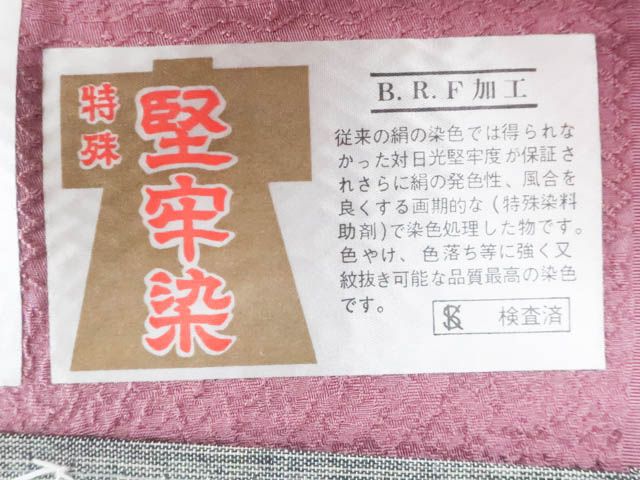 特殊
堅牢染
B.R.F加工
従来の絹の染色では得られな
かった対日光堅牢度が保証さ
れさらに絹の発色性、風合を
良くする画期的な(特殊染料
助剤)で染色処理した物です。
色やけ、色落ち等に強く又
紋抜き可能な品質最高の染色
です。
検査済